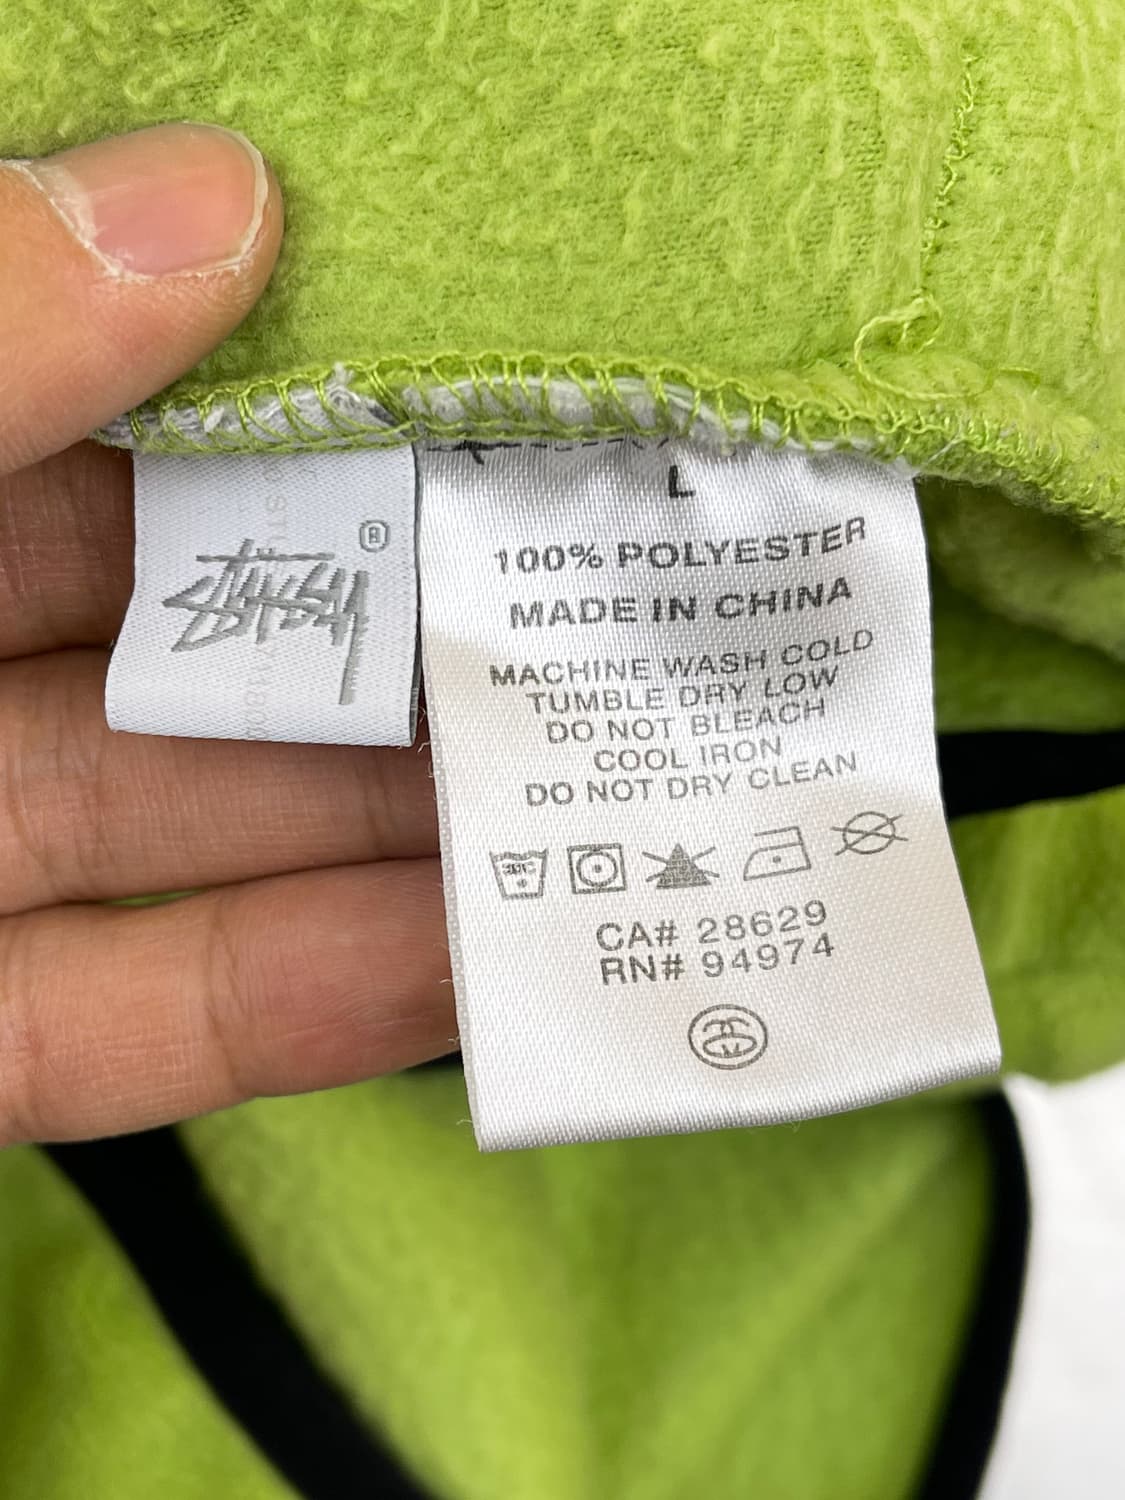 Stüssy ®
L
100% POLYESTER
MADE IN CHINA
MACHINE WASH COLD
TUMBLE DRY LOW
DO NOT BLEACH
COOL IRON
DO NOT DRY CLEAN
30C
CA# 28629
RN# 94974